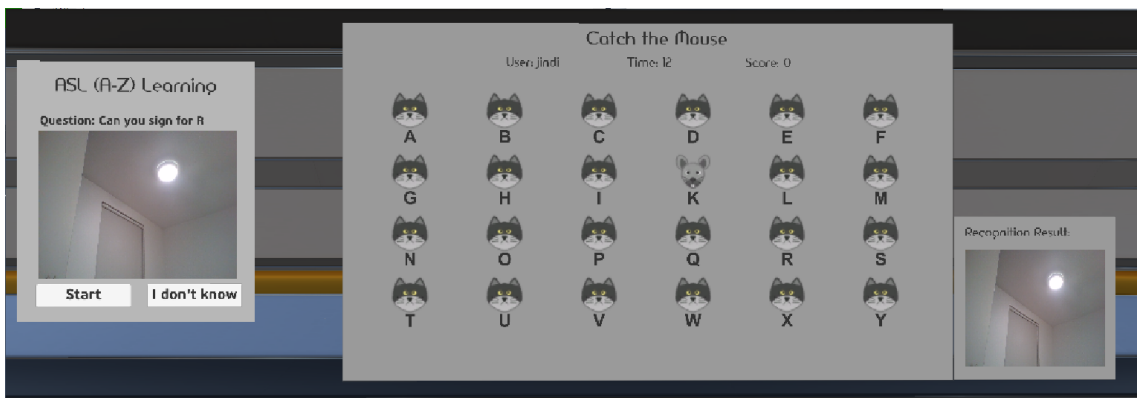 ASL (A-Z) Learning
Question: Can you sign for R
Start I don't know
Catch the Mouse
User: jindi Time: 12 Score: 0
A B C D E F
G H I K L M
N O P Q R S
T U V W X Y
Recognition Result: